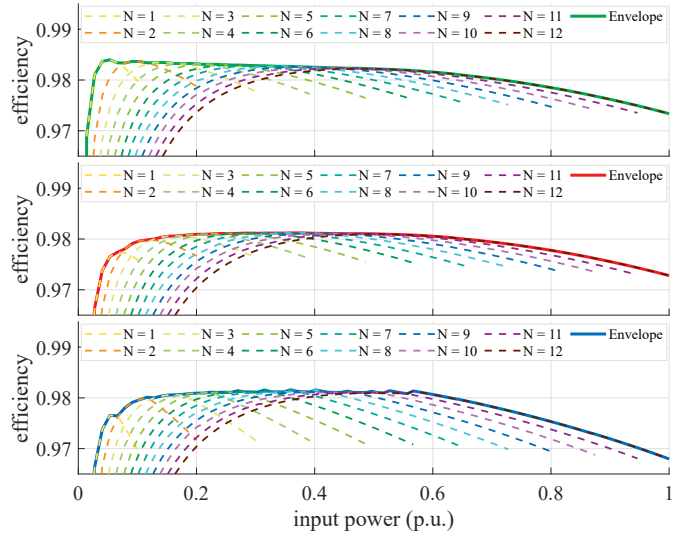 0.99
N = 1 N = 3 N = 5 N = 7 N = 9 N = 11 Envelope
N = 2 N = 4 N = 6 N = 8 N = 10 N = 12
0.98
0.97
efficiency
0.99
N = 1 N = 3 N = 5 N = 7 N = 9 N = 11 Envelope
N = 2 N = 4 N = 6 N = 8 N = 10 N = 12
0.98
0.97
efficiency
0.99
N = 1 N = 3 N = 5 N = 7 N = 9 N = 11 Envelope
N = 2 N = 4 N = 6 N = 8 N = 10 N = 12
0.98
0.97
efficiency
0 0.2 0.4 0.6 0.8 1
input power (p.u.)